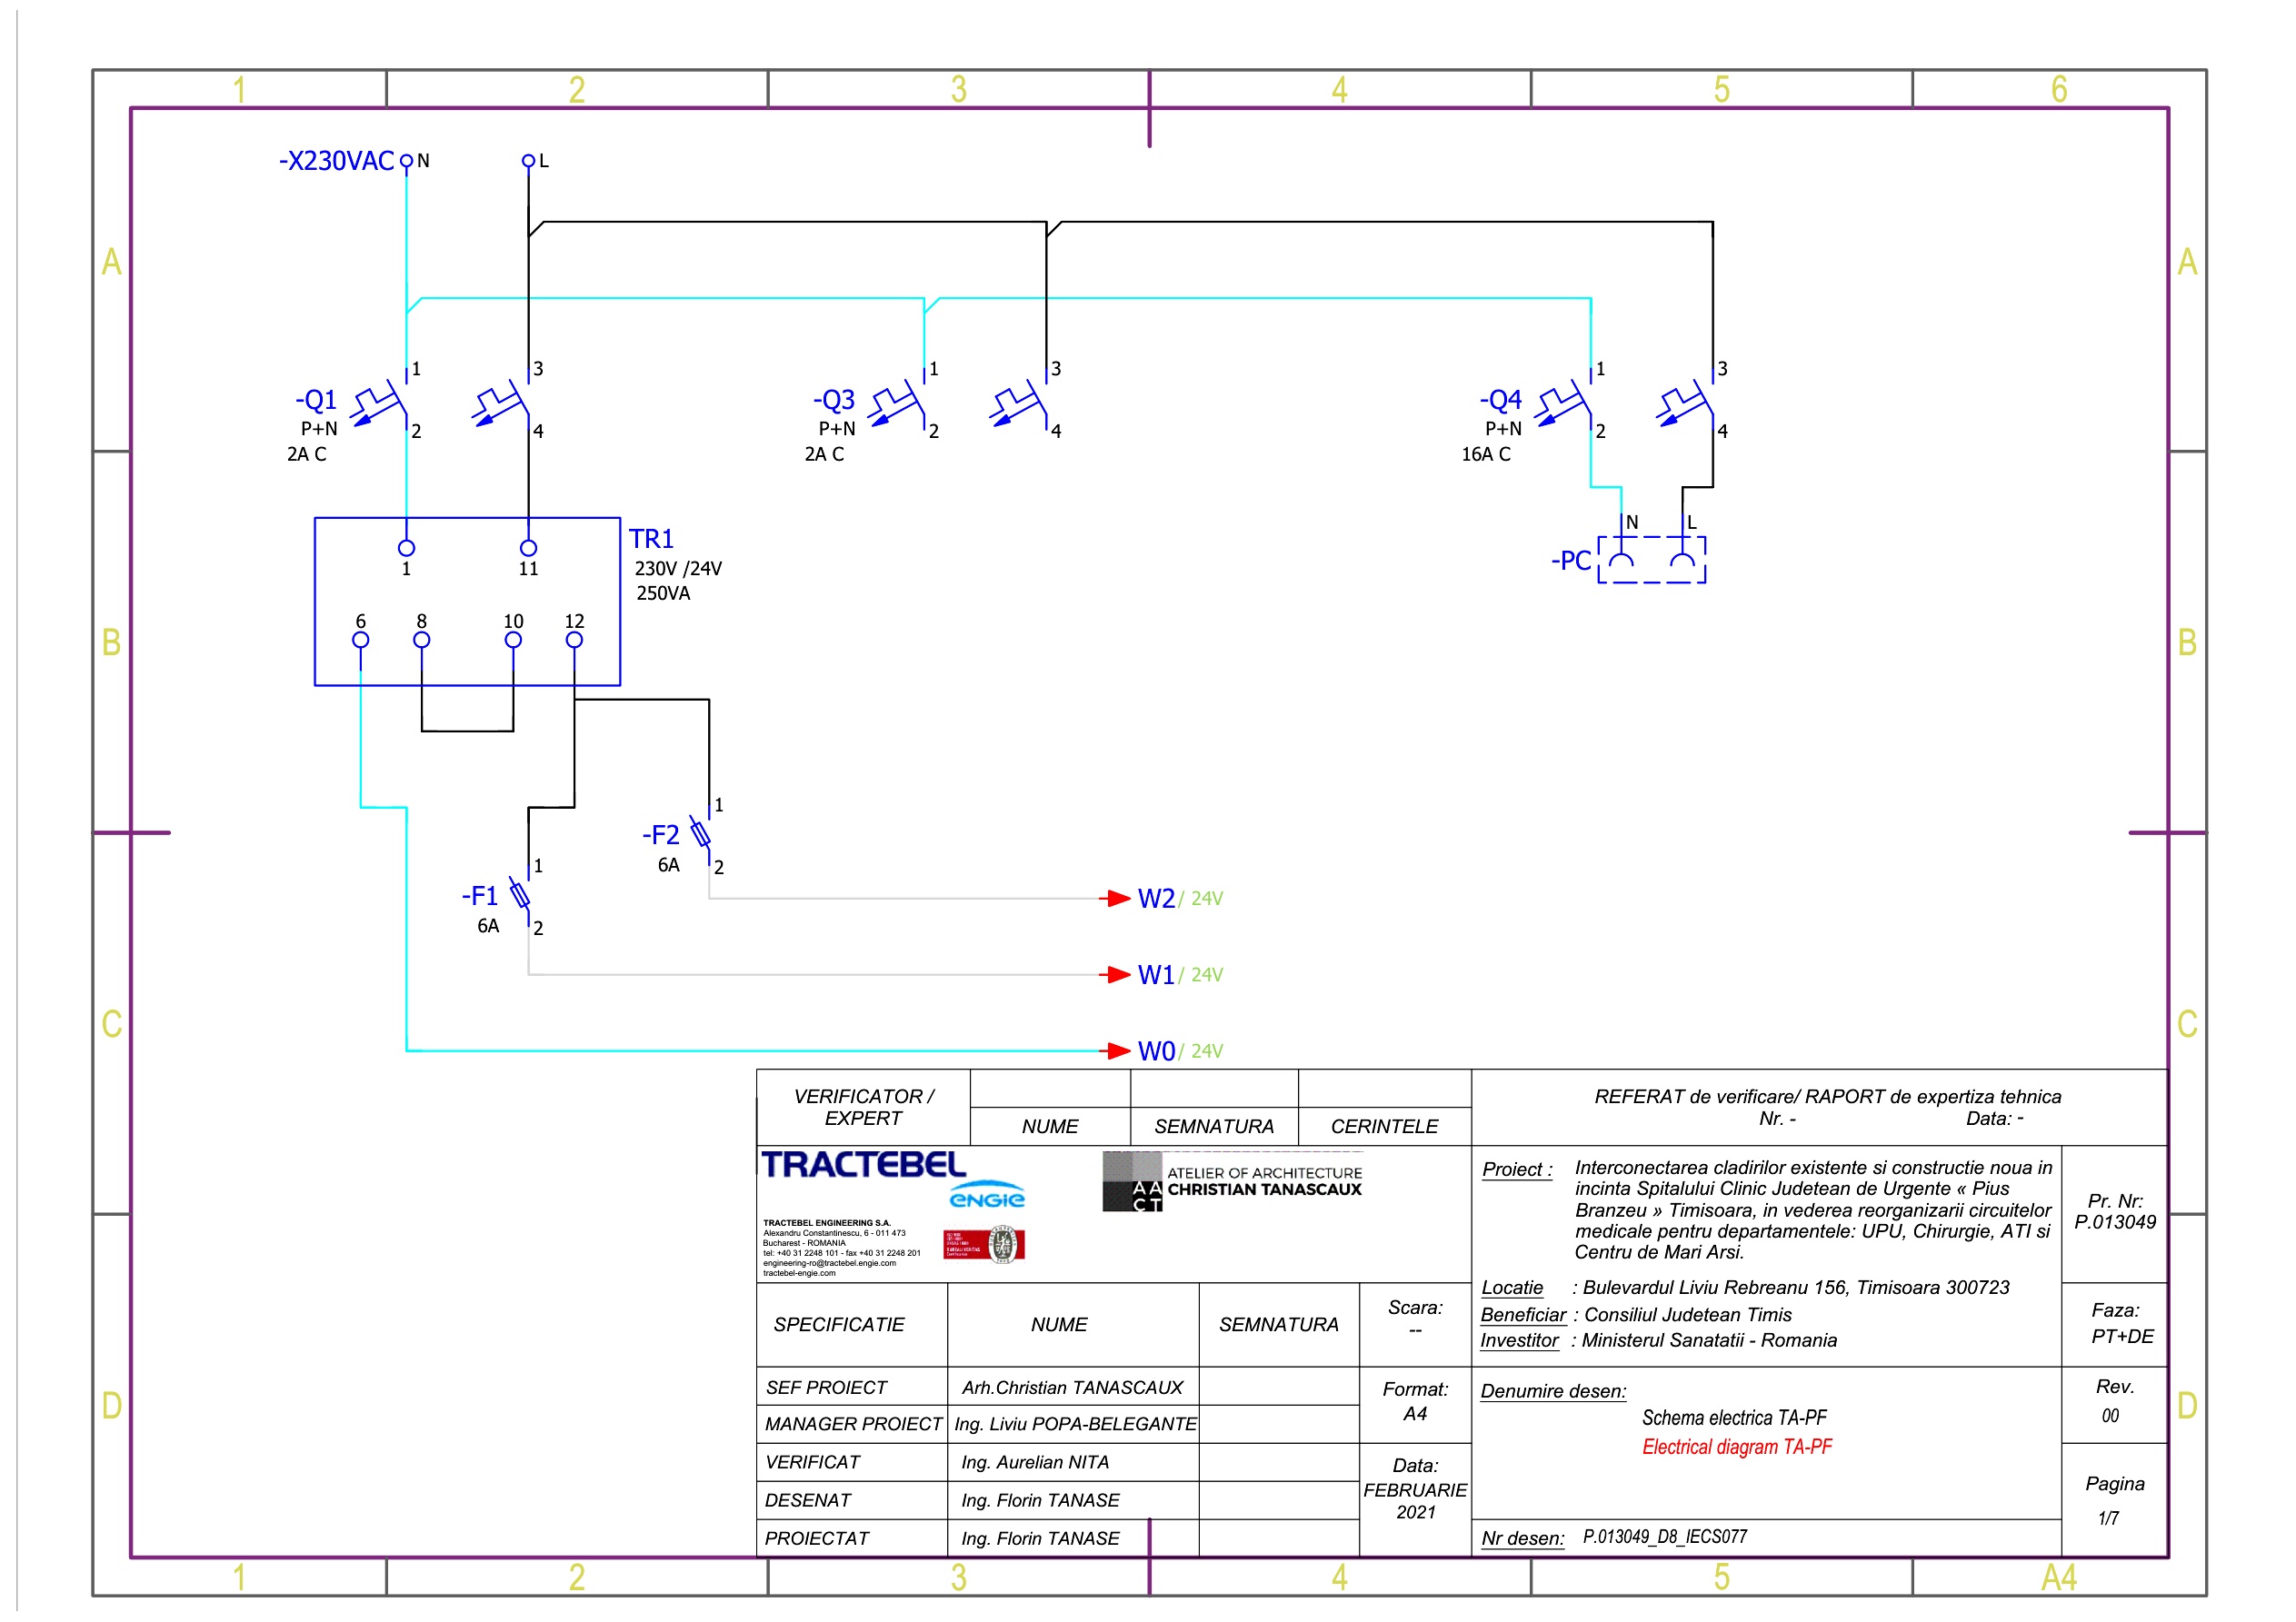 1 2 3 4 5 6
A A
B B
C C
D D
-X230VAC N L
-Q1
P+N
2A C
1 2 3 4
-Q3
P+N
2A C
1 2 3 4
-Q4
P+N
16A C
1 2 3 4
TR1
230V /24V
250VA
1 11
6 8 10 12
N L
-PC
-F2
6A
1 2
-F1
6A
1 2
W2 / 24V
W1 / 24V
W0 / 24V
VERIFICATOR /
EXPERT
NUME SEMNATURA CERINTELE
REFERAT de verificare/ RAPORT de expertiza tehnica
Nr. - Data: -
TRACTEBEL
ENGIE
ATELIER OF ARCHITECTURE
CHRISTIAN TANASCAUX
AA
CT
TRACTEBEL ENGINEERING S.A.
Alexandru Constantinescu, 6 - 011 473
Bucharest - ROMANIA
tel: +40 31 2248 101 - fax +40 31 2248 201
engineering-ro@tractebel.engie.com
tractebel-engie.com
Proiect : Interconectarea cladirilor existente si constructie noua in
incinta Spitalului Clinic Judetean de Urgente « Pius
Branzeu » Timisoara, in vederea reorganizarii circuitelor
medicale pentru departamentele: UPU, Chirurgie, ATI si
Centru de Mari Arsi.
Pr. Nr:
P.013049
Locatie : Bulevardul Liviu Rebreanu 156, Timisoara 300723
Beneficiar : Consiliul Judetean Timis
Investitor : Ministerul Sanatatii - Romania
Faza:
PT+DE
SPECIFICATIE NUME SEMNATURA
Scara:
--
SEF PROIECT Arh.Christian TANASCAUX
MANAGER PROIECT Ing. Liviu POPA-BELEGANTE
VERIFICAT Ing. Aurelian NITA
DESENAT Ing. Florin TANASE
PROIECTAT Ing. Florin TANASE
Format:
A4
Data:
FEBRUARIE
2021
Denumire desen:
Schema electrica TA-PF
Electrical diagram TA-PF
Rev.
00
Pagina
1/7
Nr desen: P.013049_D8_IECS077
1 2 3 4 5 A4